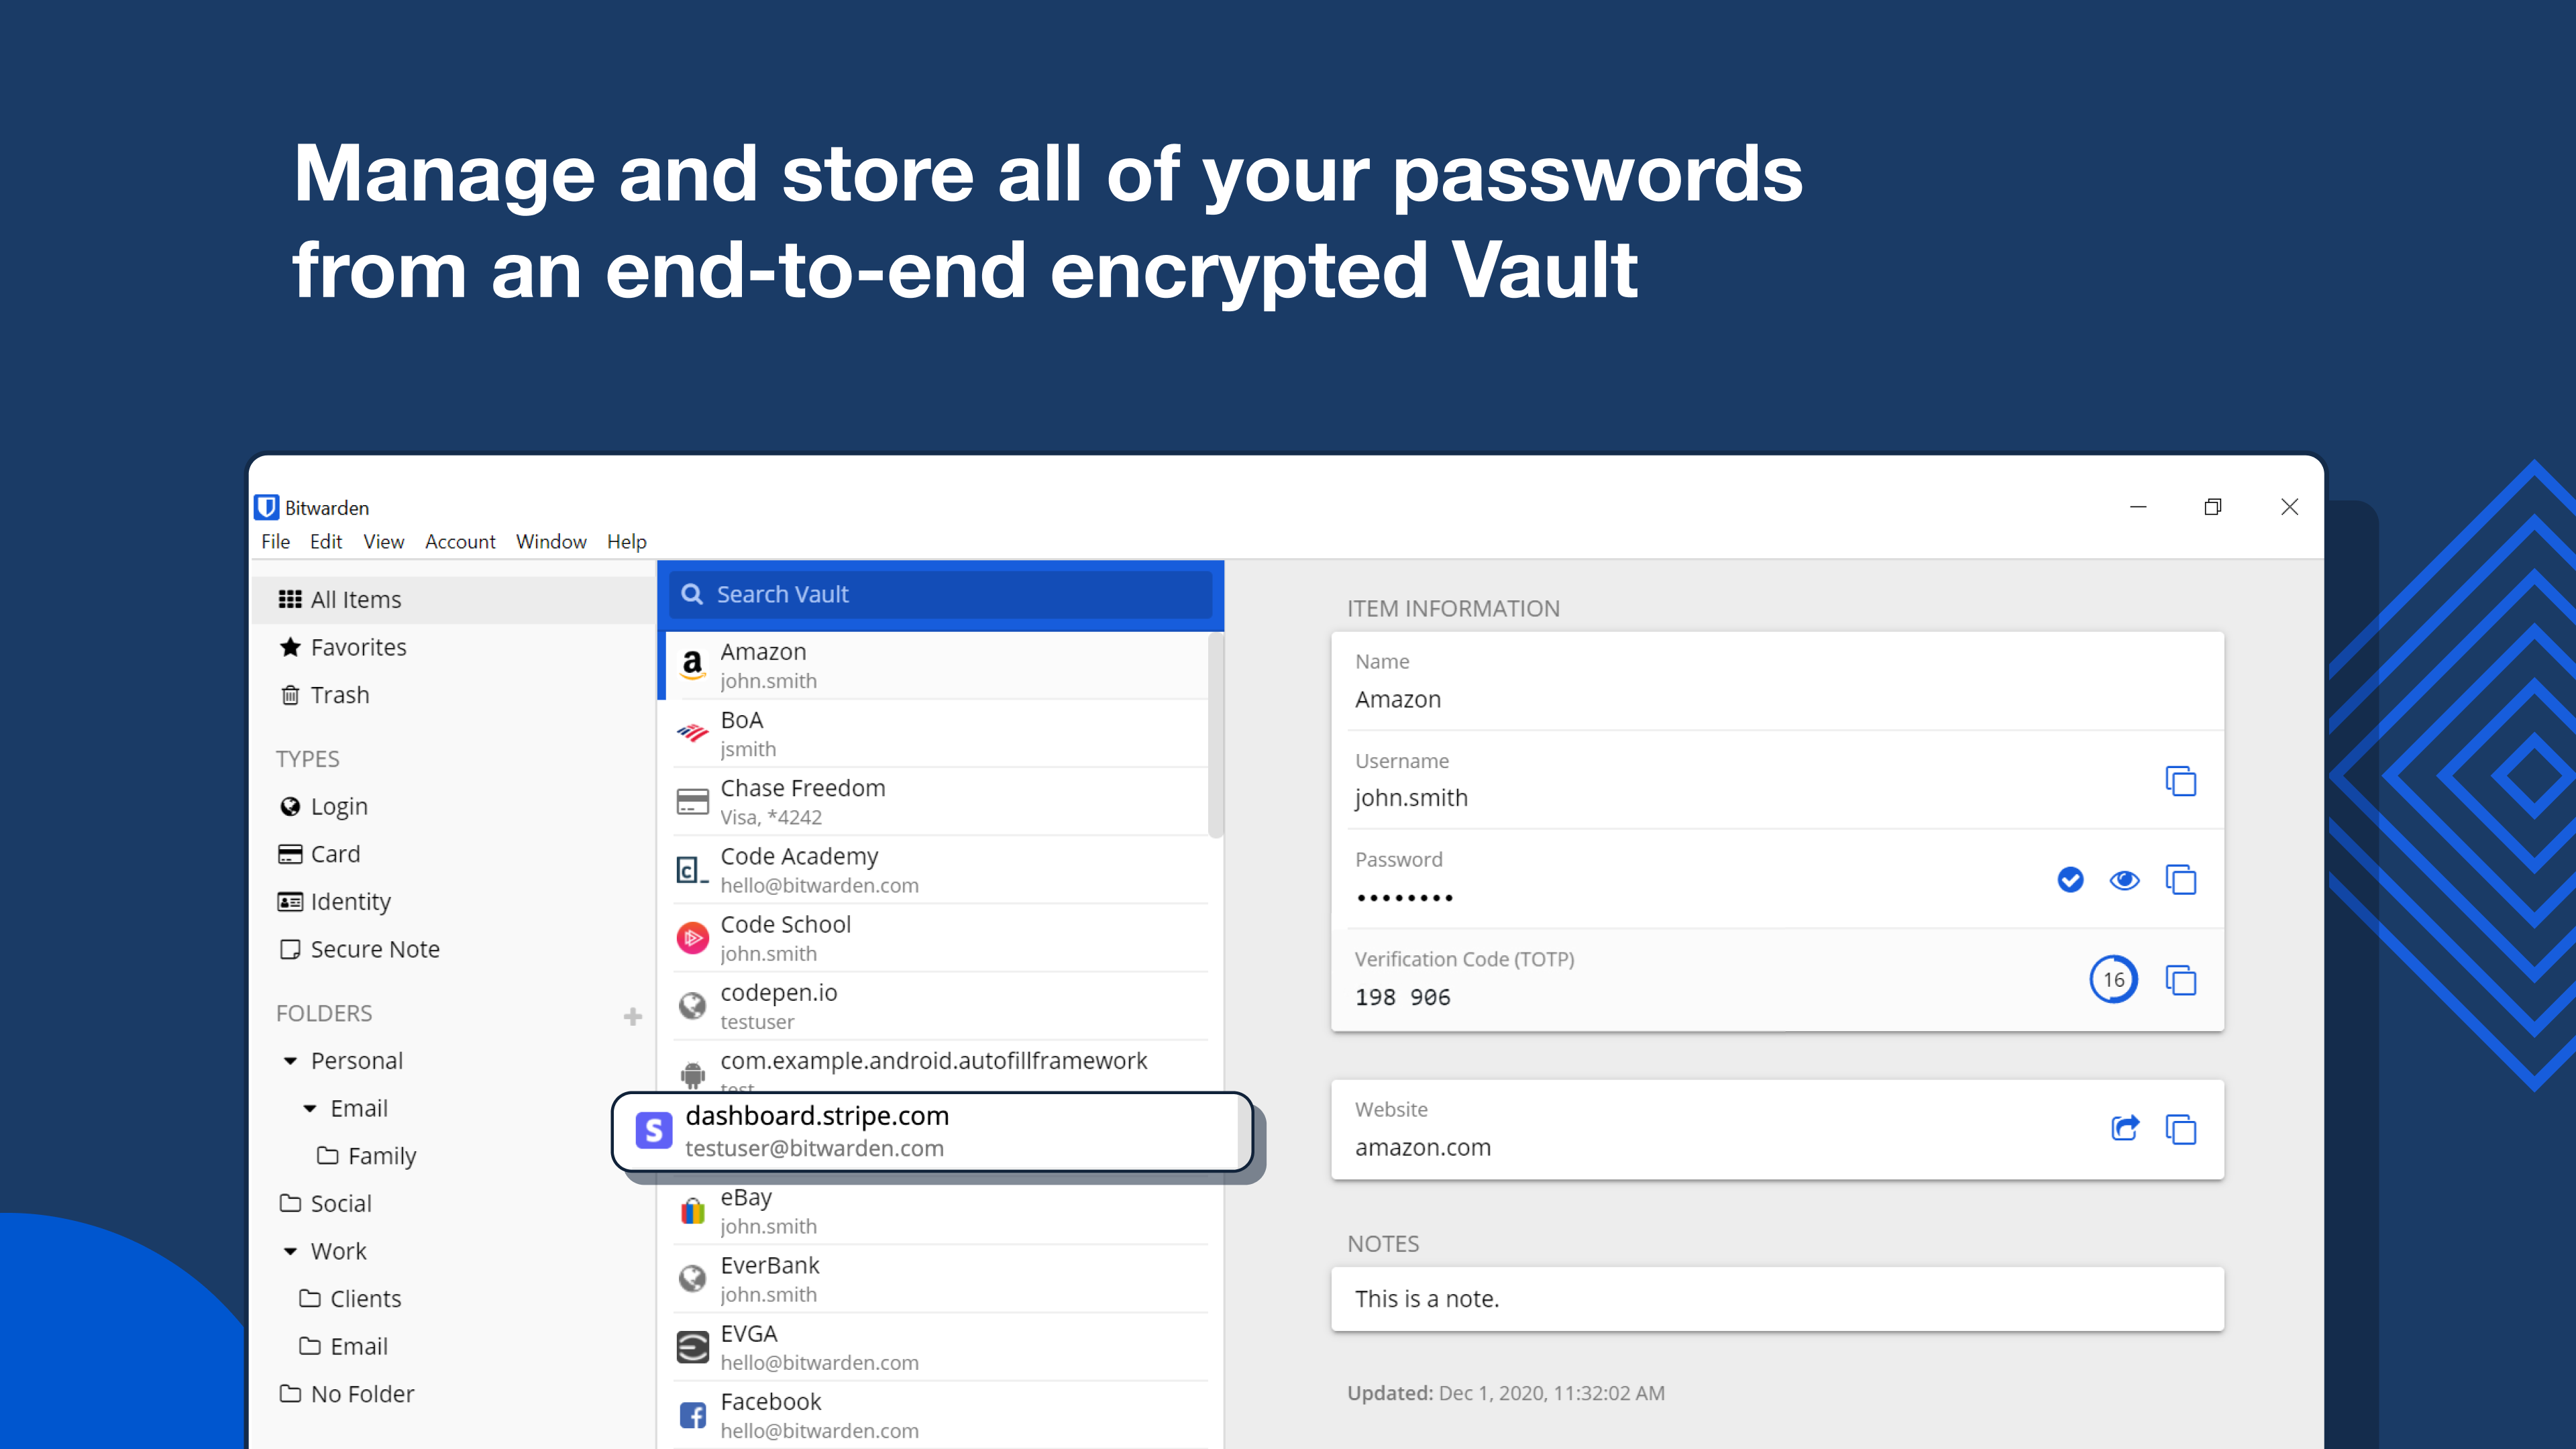 Manage and store all of your passwords
from an end-to-end encrypted Vault
Bitwarden
File Edit View Account Window Help
All Items
Favorites
Trash
TYPES
Login
Card
Identity
Secure Note
FOLDERS
Personal
Email
Family
Social
Work
Clients
Email
No Folder
Search Vault
Amazon
john.smith
BoA
jsmith
Chase Freedom
Visa, *4242
Code Academy
hello@bitwarden.com
Code School
john.smith
codepen.io
testuser
com.example.android.autofillframework
test
dashboard.stripe.com
testuser@bitwarden.com
eBay
john.smith
EverBank
john.smith
EVGA
hello@bitwarden.com
Facebook
hello@bitwarden.com
ITEM INFORMATION
Name
Amazon
Username
john.smith
Password
••••••••
Verification Code (TOTP)
198 906
16
Website
amazon.com
NOTES
This is a note.
Updated: Dec 1, 2020, 11:32:02 AM